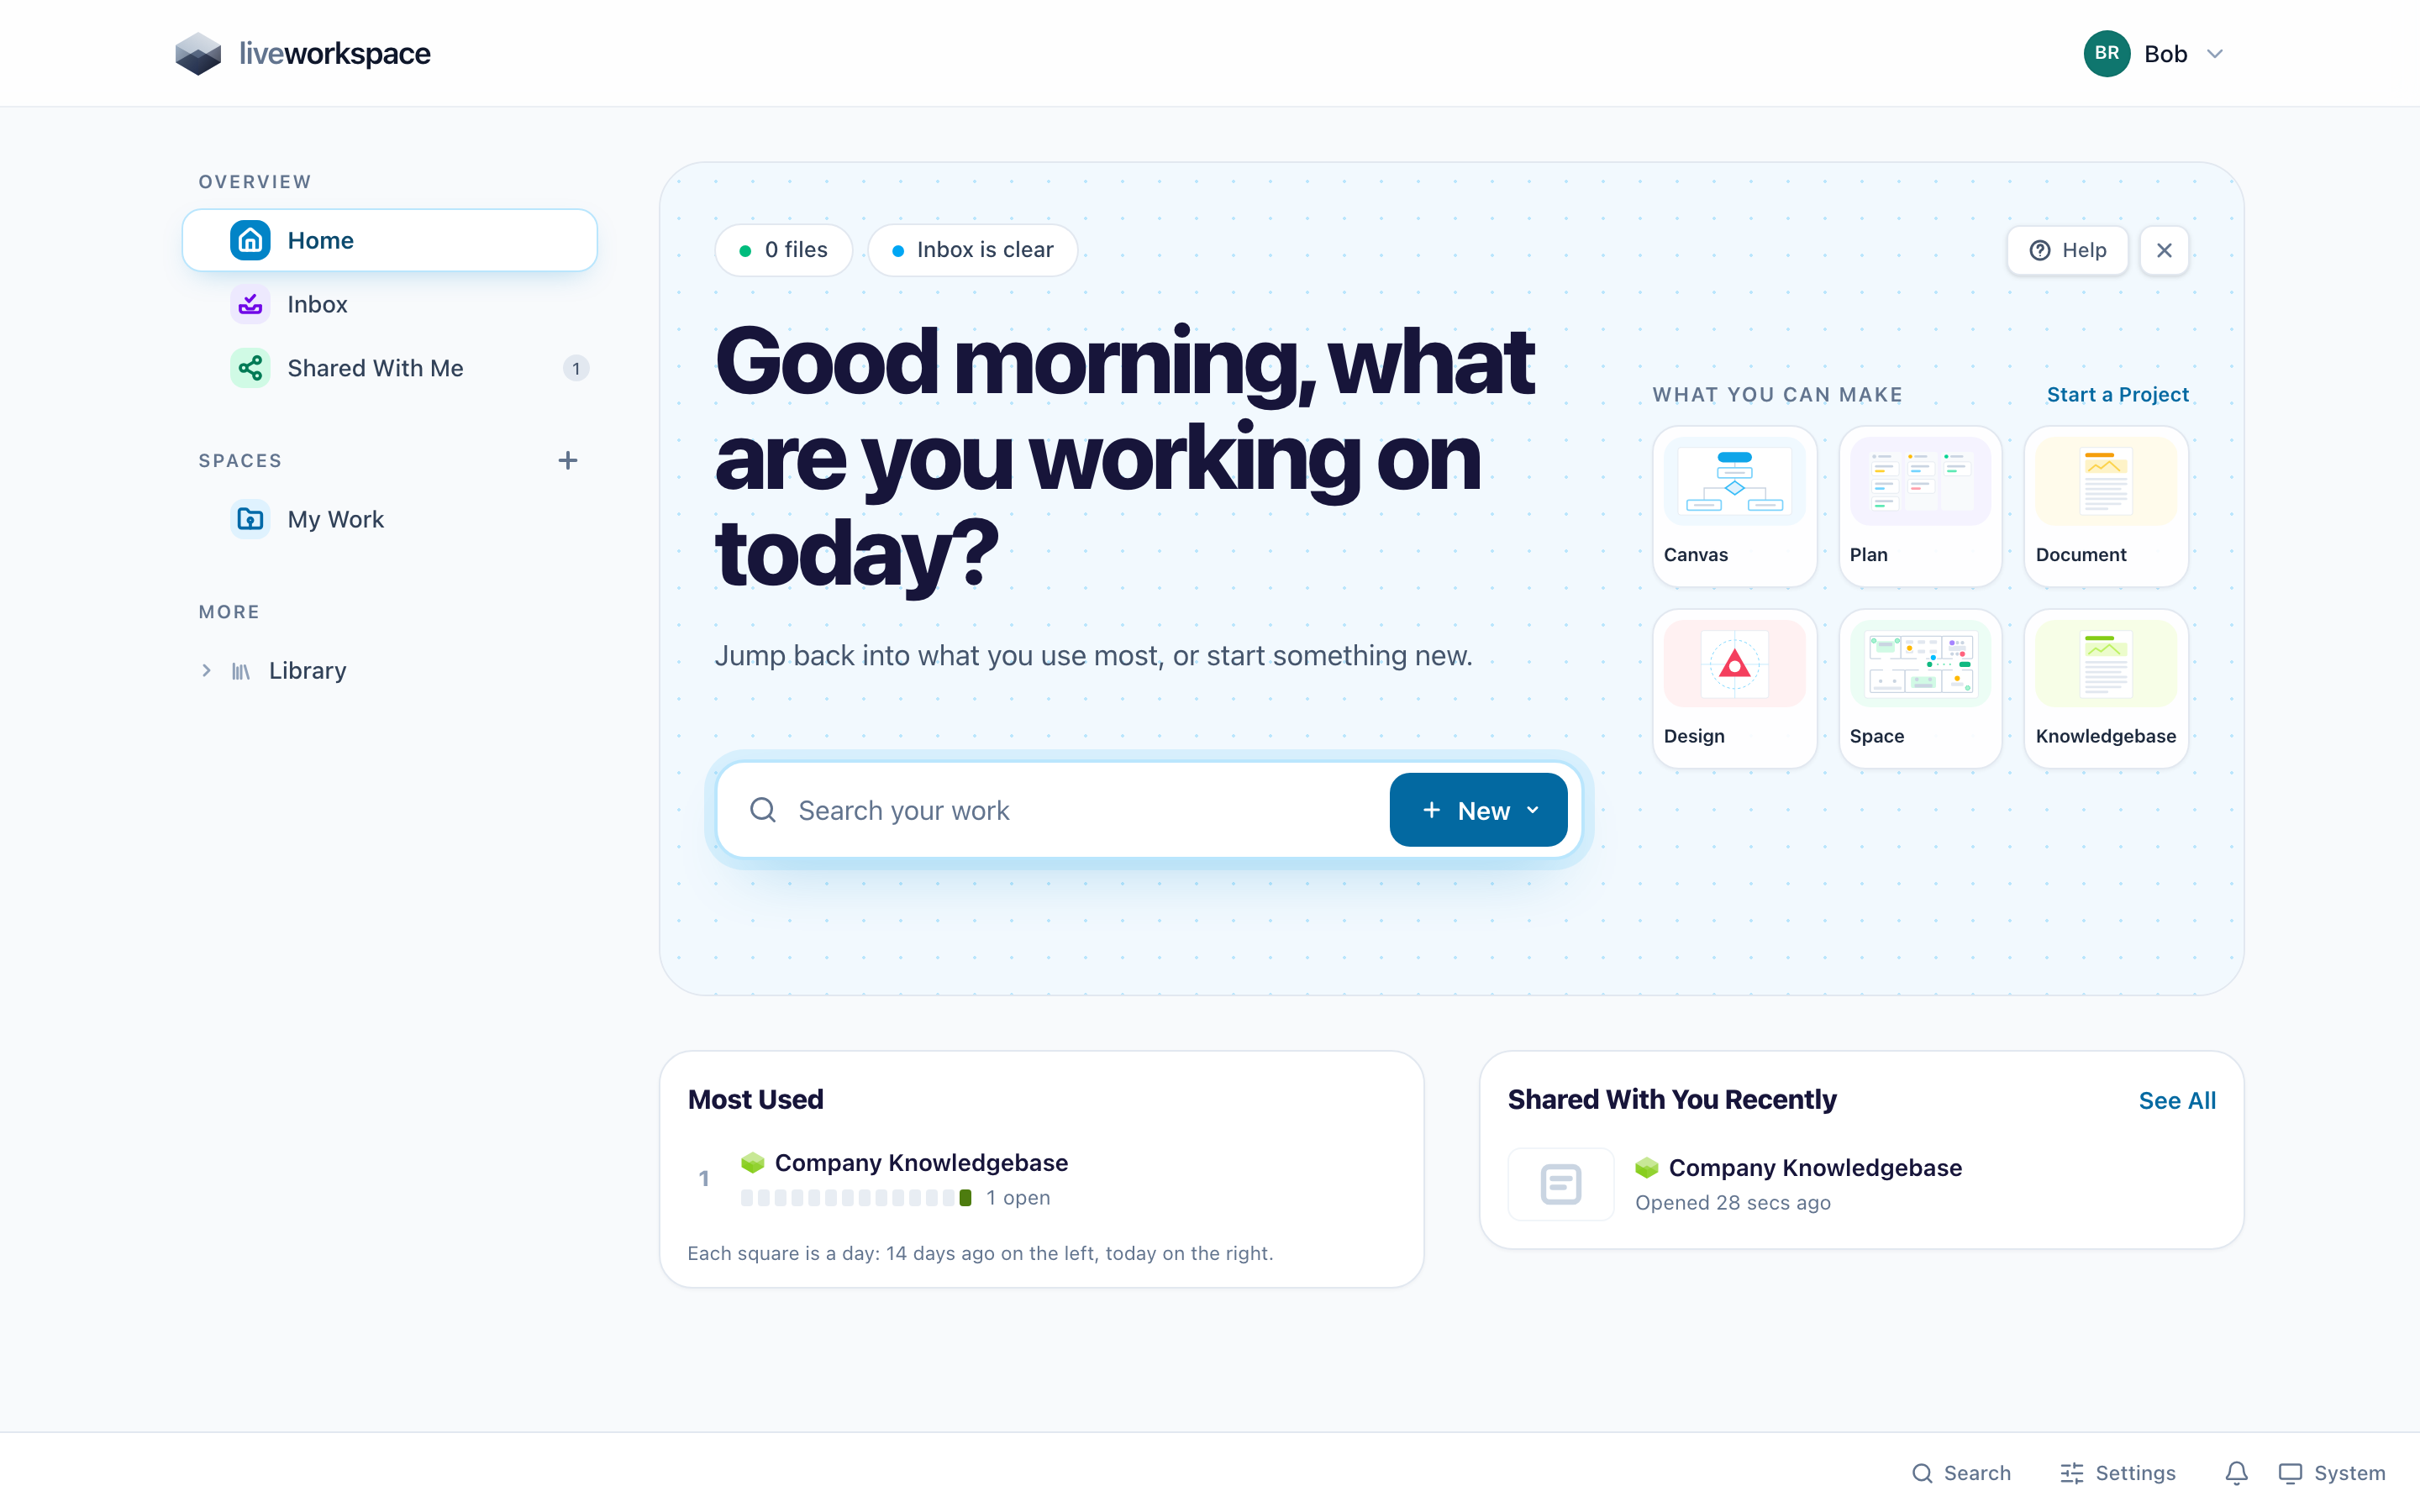 liveworkspace
BR
Bob
OVERVIEW
Home
Inbox
Shared With Me
1
SPACES
My Work
MORE
Library
0 files
Inbox is clear
Help
Good morning, what
are you working on
today?
Jump back into what you use most, or start something new.
Search your work
New
WHAT YOU CAN MAKE
Start a Project
Canvas
Plan
Document
Design
Space
Knowledgebase
Most Used
1
Company Knowledgebase
1 open
Each square is a day: 14 days ago on the left, today on the right.
Shared With You Recently
See All
Company Knowledgebase
Opened 28 secs ago
Search
Settings
System